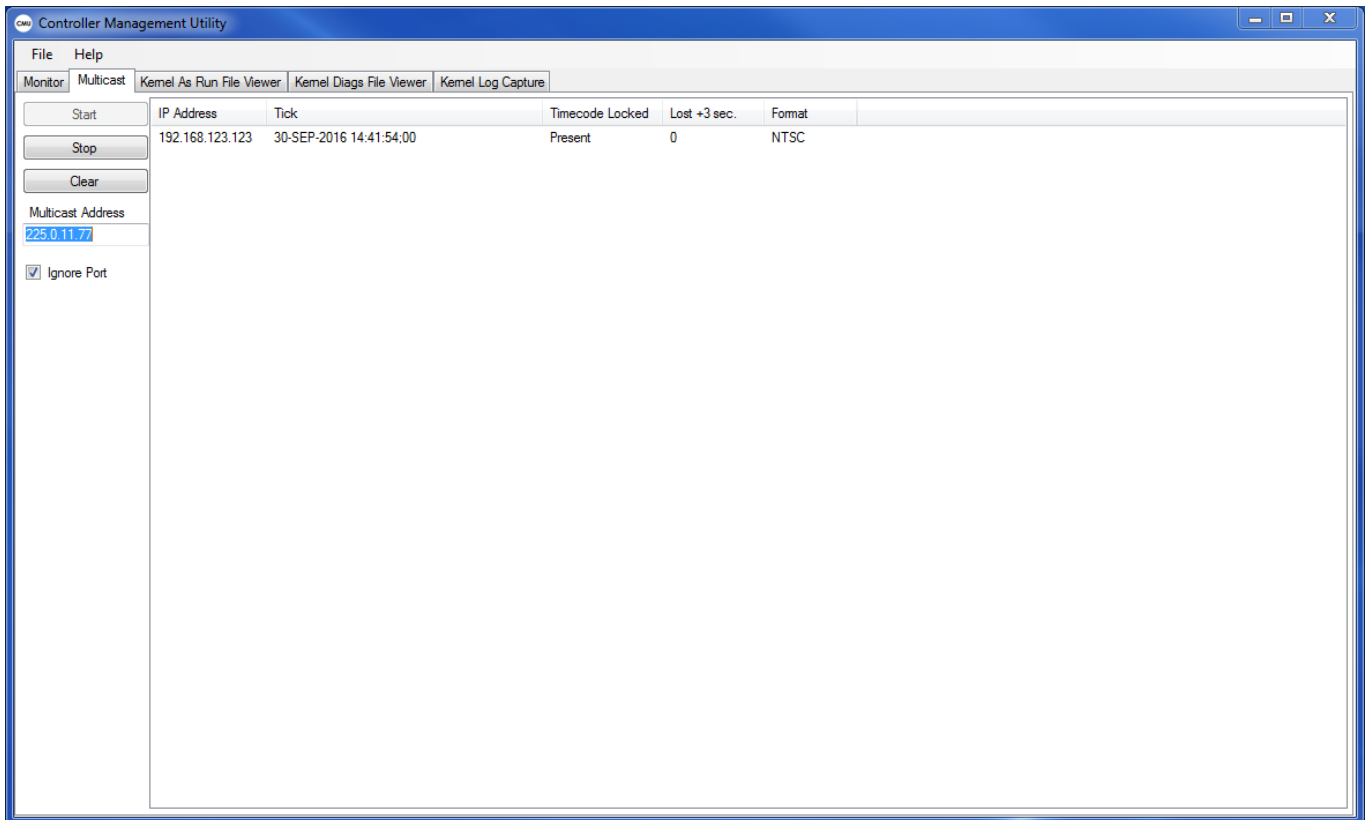 CMU Controller Management Utility
File Help
Monitor Multicast Kernel As Run File Viewer Kernel Diags File Viewer Kernel Log Capture
Start IP Address Tick Timecode Locked Lost +3 sec. Format
192.168.123.123 30-SEP-2016 14:41:54;00 Present 0 NTSC
Stop
Clear
Multicast Address
225.0.11.77
Ignore Port